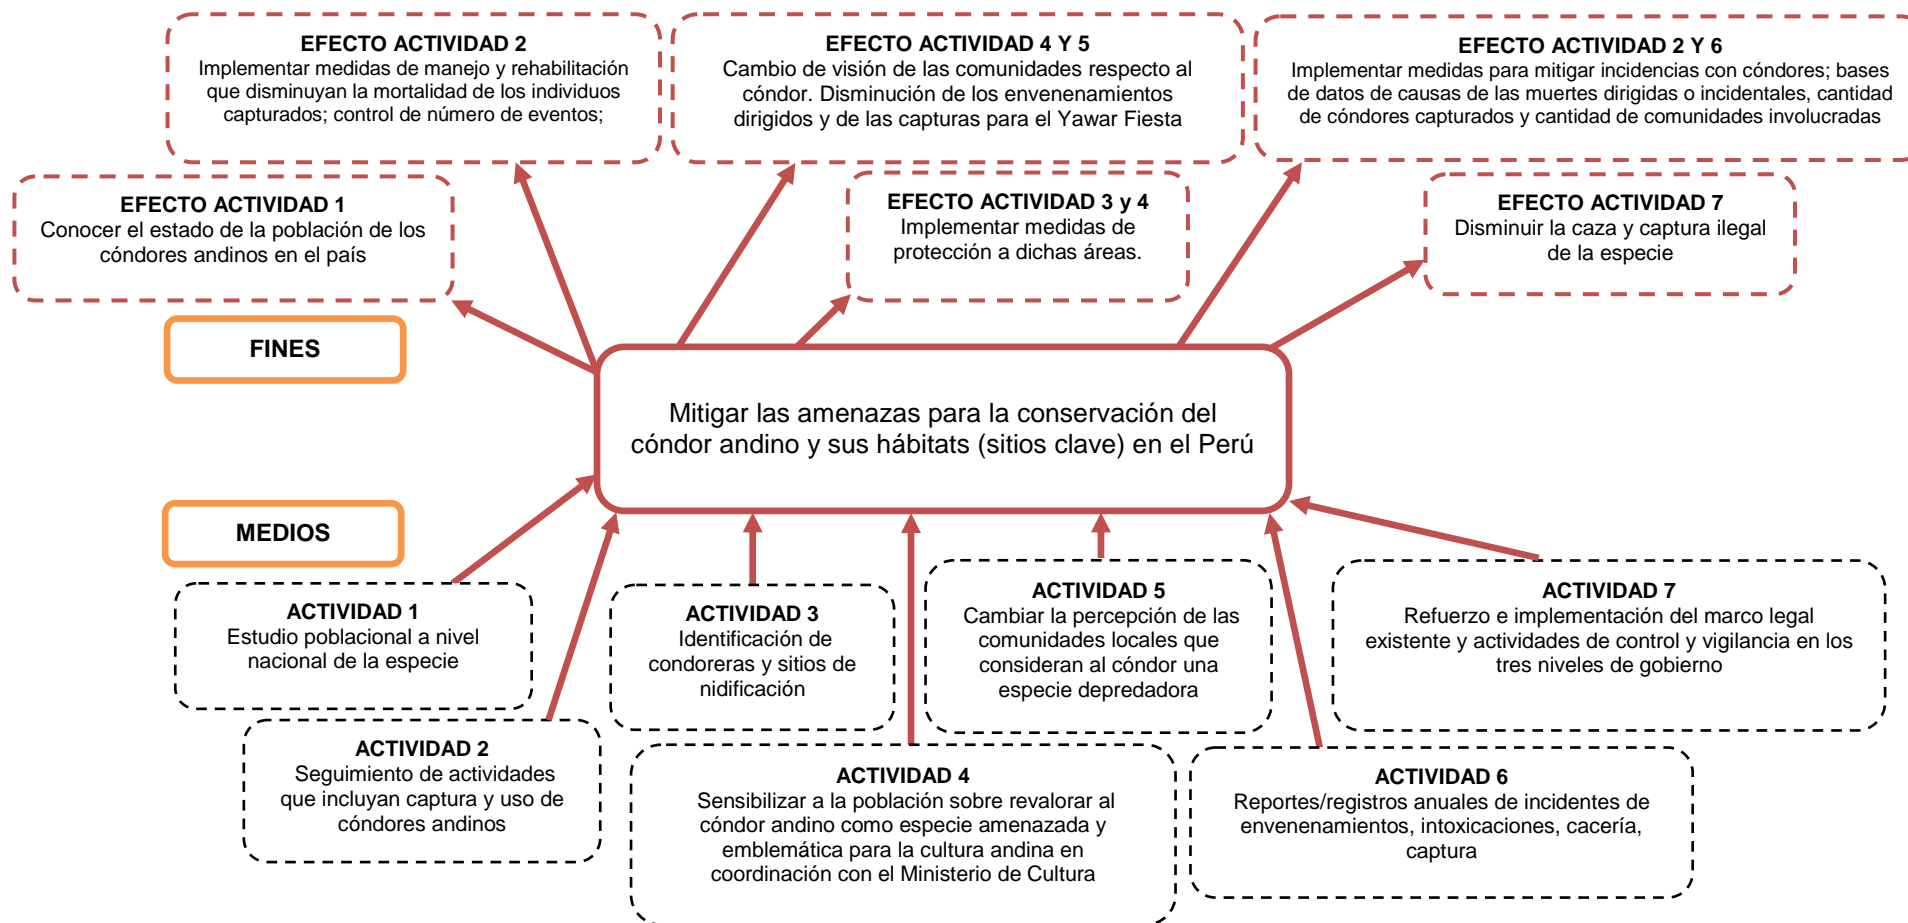 EFECTO ACTIVIDAD 2
Implementar medidas de manejo y rehabilitación
que disminuyan la mortalidad de los individuos
capturados; control de número de eventos;
EFECTO ACTIVIDAD 4 Y 5
Cambio de visión de las comunidades respecto al
cóndor. Disminución de los envenenamientos
dirigidos y de las capturas para el Yawar Fiesta
EFECTO ACTIVIDAD 2 Y 6
Implementar medidas para mitigar incidencias con cóndores; bases
de datos de causas de las muertes dirigidas o incidentales, cantidad
de cóndores capturados y cantidad de comunidades involucradas
EFECTO ACTIVIDAD 1
Conocer el estado de la población de los
cóndores andinos en el país
EFECTO ACTIVIDAD 3 y 4
Implementar medidas de
protección a dichas áreas.
EFECTO ACTIVIDAD 7
Disminuir la caza y captura ilegal
de la especie
FINES
Mitigar las amenazas para la conservación del
cóndor andino y sus hábitats (sitios clave) en el Perú
MEDIOS
ACTIVIDAD 1
Estudio poblacional a nivel
nacional de la especie
ACTIVIDAD 3
Identificación de
condoreras y sitios de
nidificación
ACTIVIDAD 5
Cambiar la percepción de las
comunidades locales que
consideran al cóndor una
especie depredadora
ACTIVIDAD 7
Refuerzo e implementación del marco legal
existente y actividades de control y vigilancia en los
tres niveles de gobierno
ACTIVIDAD 2
Seguimiento de actividades
que incluyan captura y uso de
cóndores andinos
ACTIVIDAD 4
Sensibilizar a la población sobre revalorar al
cóndor andino como especie amenazada y
emblemática para la cultura andina en
coordinación con el Ministerio de Cultura
ACTIVIDAD 6
Reportes/registros anuales de incidentes de
envenenamientos, intoxicaciones, cacería,
captura